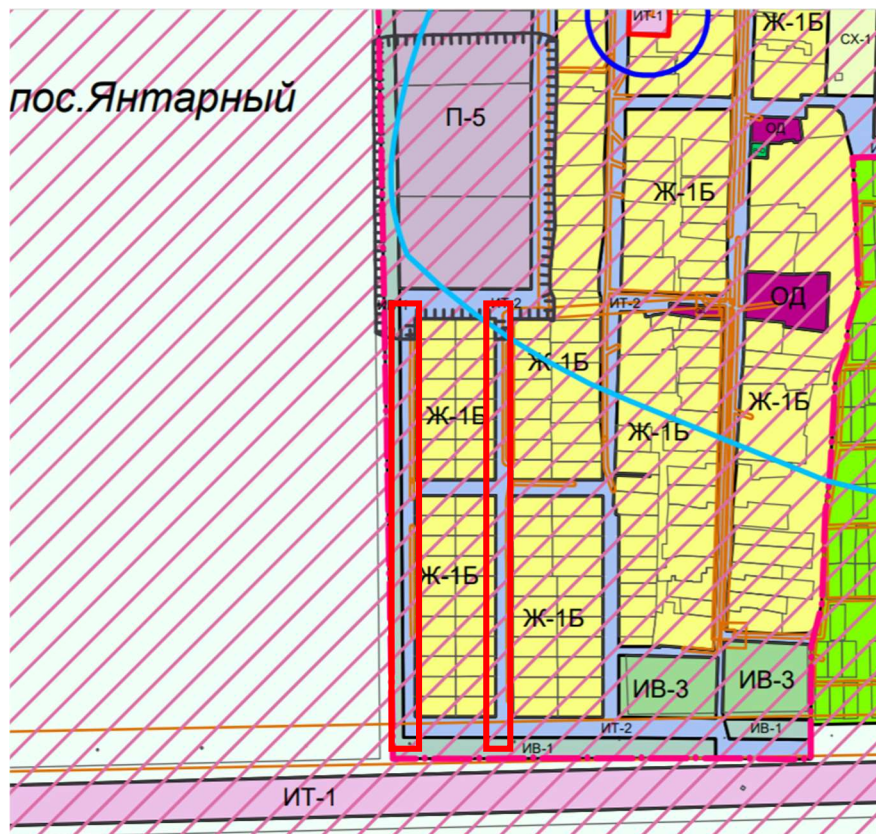 ИТ-1
Ж-1Б
СХ-1
пос.Янтарный
П-5
ОД
Ж-1Б
ИТ-2
ИТ-2
ОД
Ж-1Б
Ж-1Б
Ж-1Б
Ж-1Б
Ж-1Б
Ж-1Б
ИВ-3
ИВ-3
ИТ-2
ИВ-1
ИВ-1
ИТ-1